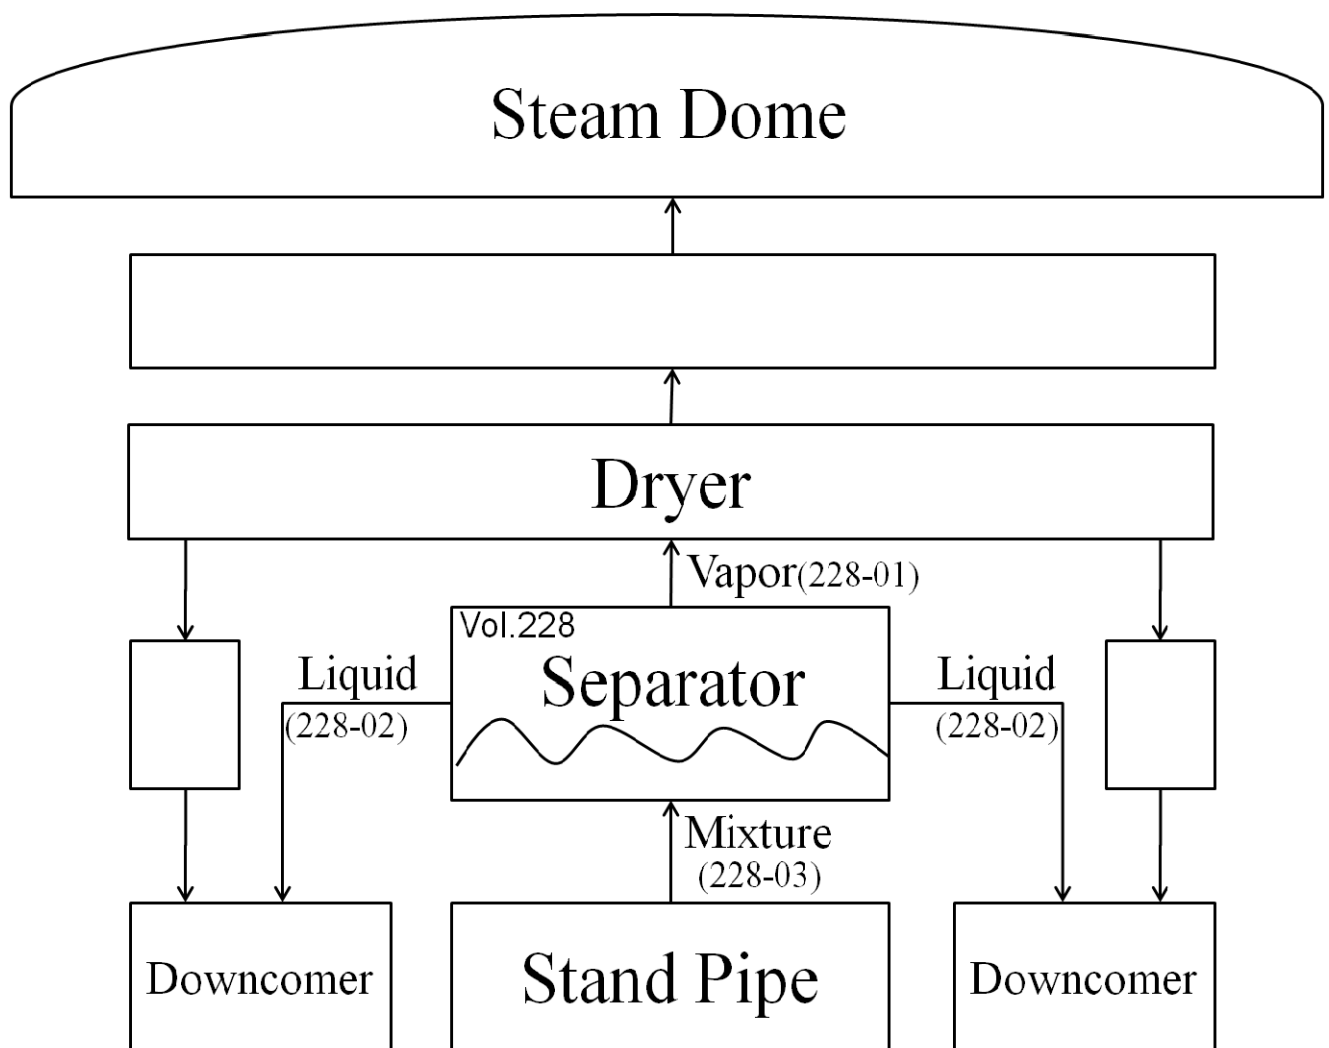 Steam Dome
Dryer
Vapor(228-01)
Vol.228
Separator
Liquid
(228-02)
Liquid
(228-02)
Mixture
(228-03)
Downcomer
Stand Pipe
Downcomer